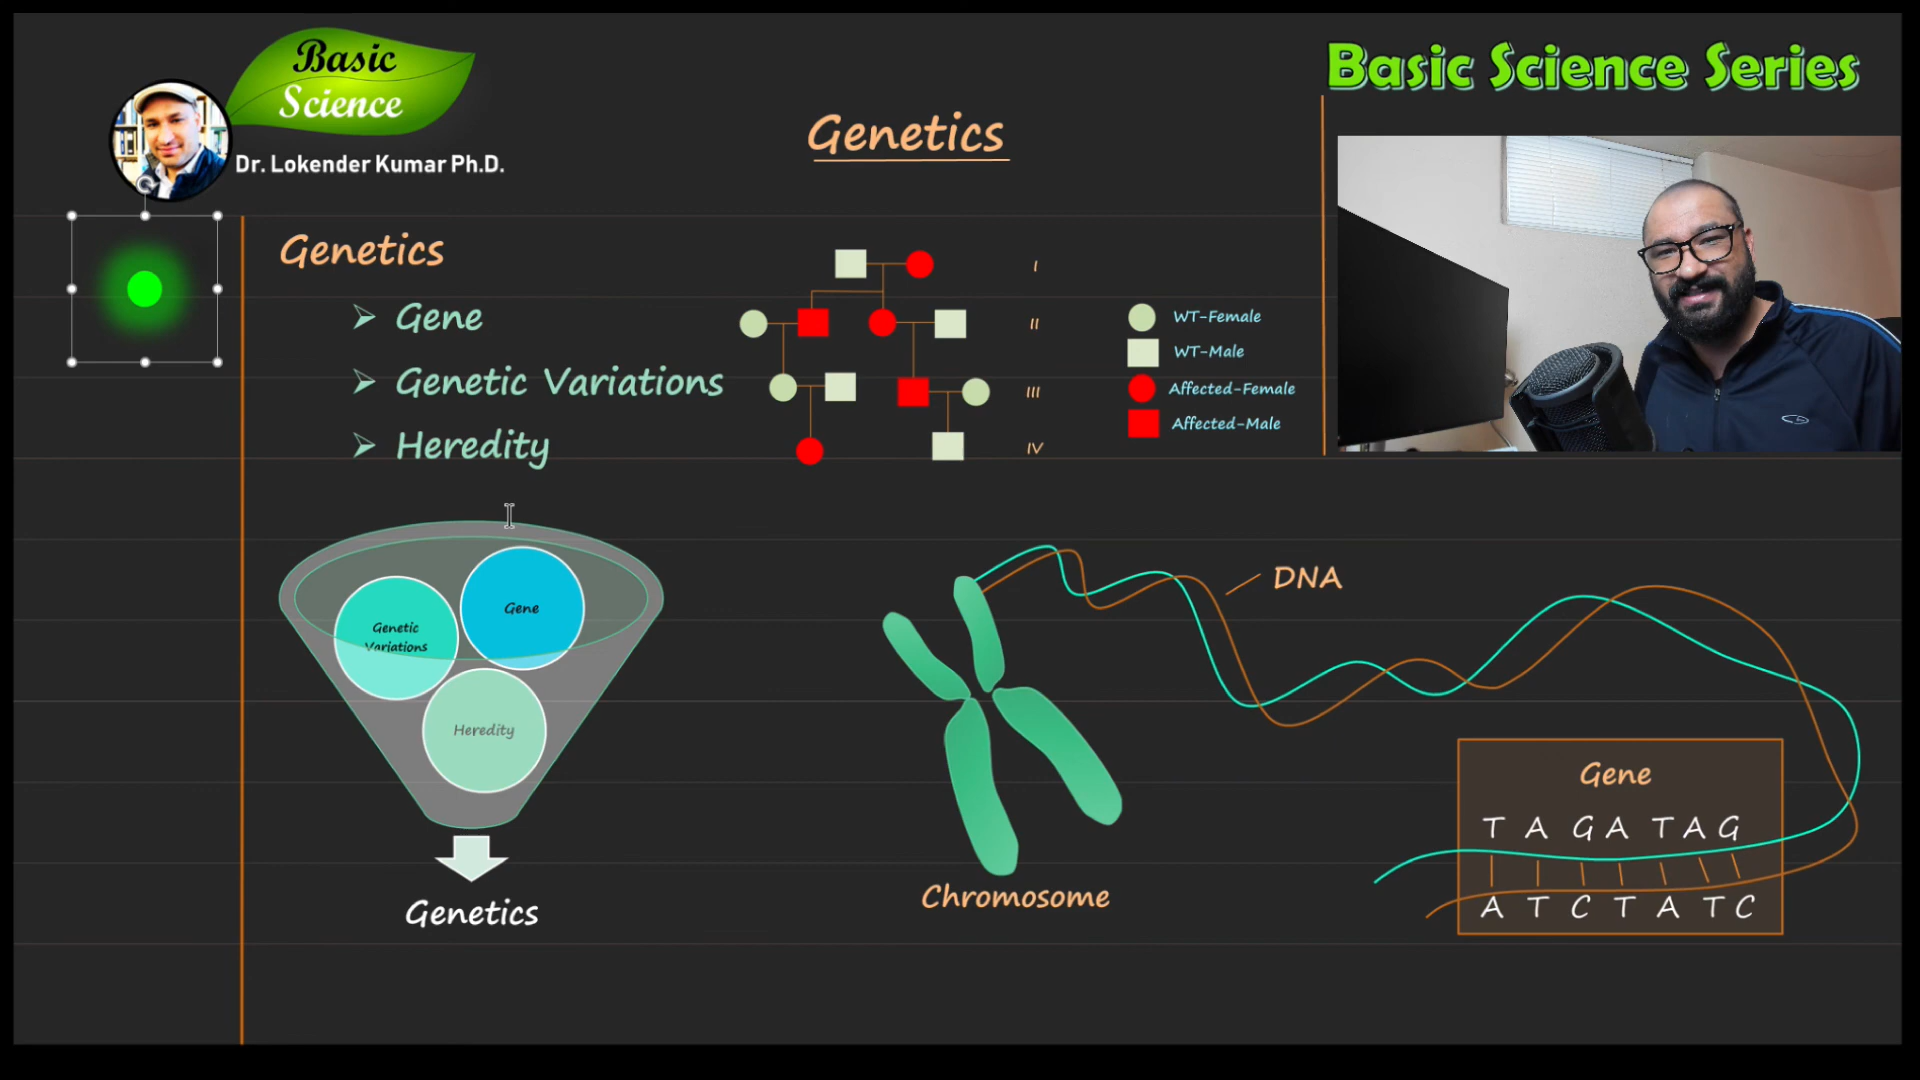 Basic
Science
Dr. Lokender Kumar Ph.D.
Genetics
Basic Science Series
Genetics
Gene
Genetic Variations
Heredity
I
II
III
IV
WT-Female
WT-Male
Affected-Female
Affected-Male
Genetic
Variations
Gene
Heredity
Genetics
Chromosome
DNA
Gene
T A G A T A G
A T C T A T C